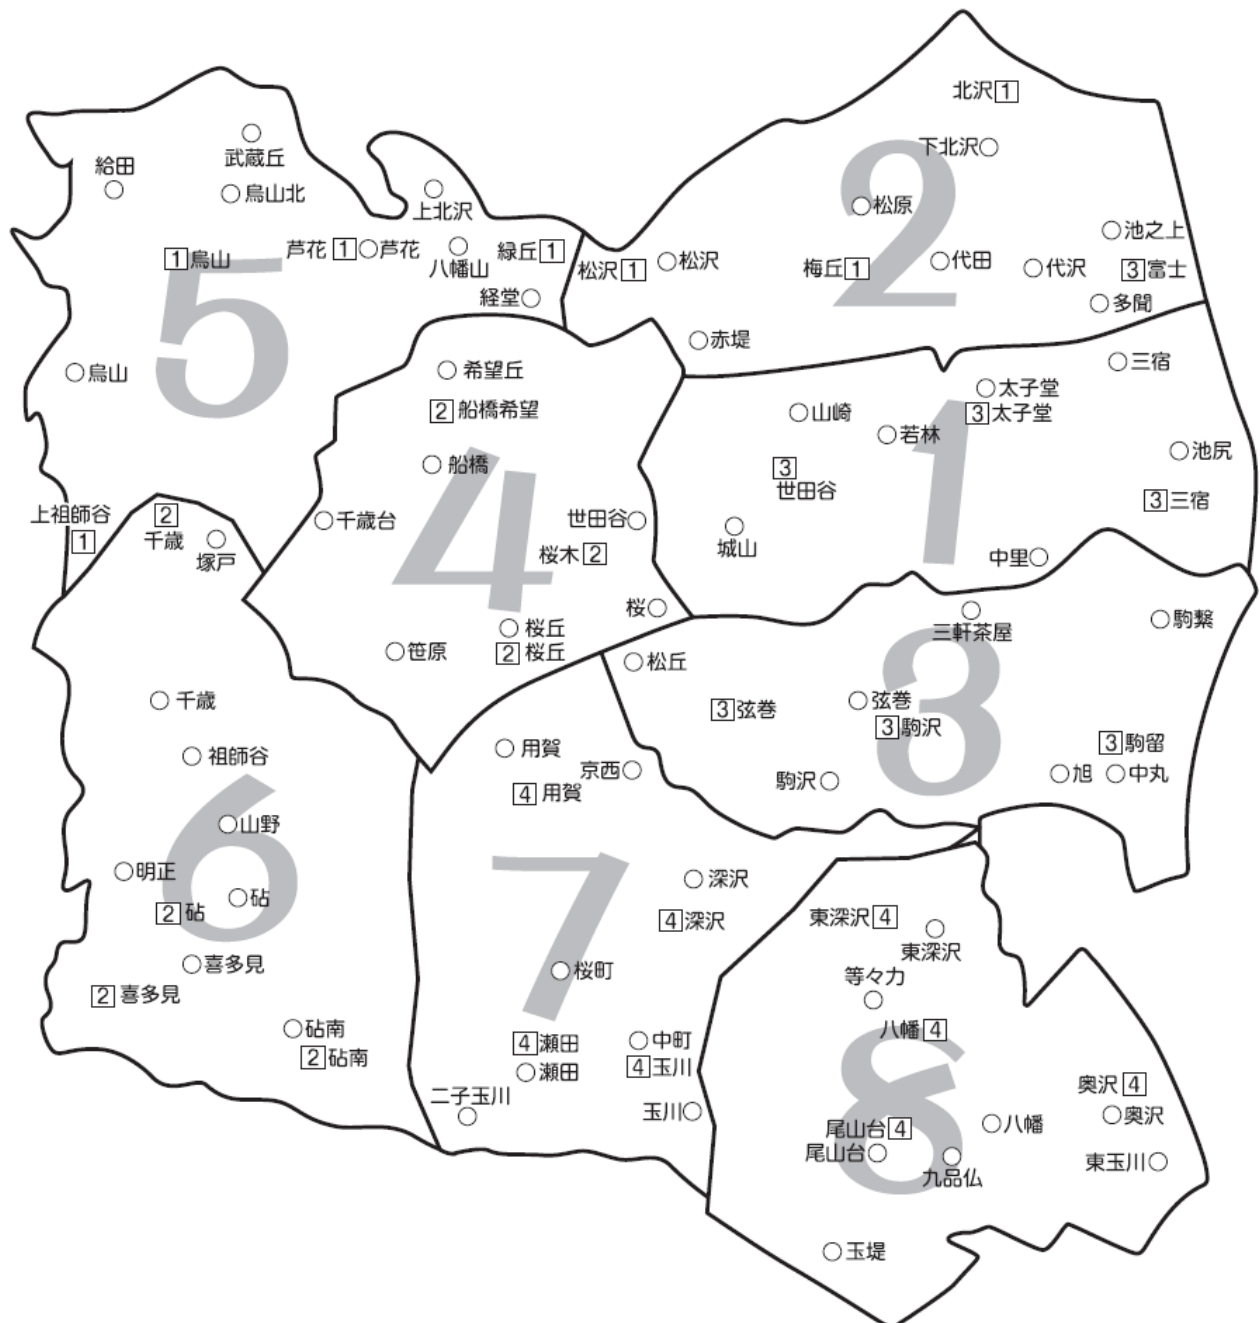 北沢1
下北沢
2
松原
池之上
松沢1
松沢
梅丘1
代田
代沢
3富士
多聞
赤堤
給田
武蔵丘
烏山北
上北沢
1烏山
芦花1
芦花
八幡山
緑丘1
経堂
5
烏山
上祖師谷
1
三宿
太子堂
3太子堂
山崎
若林
1
池尻
3
世田谷
3三宿
城山
中里
希望丘
2船橋希望
船橋
4
千歳台
世田谷
桜木2
桜
桜丘
2桜丘
笹原
三軒茶屋
駒繋
松丘
3弦巻
弦巻
3駒沢
3
3駒留
駒沢
旭
中丸
2
千歳
塚戸
千歳
祖師谷
山野
6
明正
砧
2砧
喜多見
2喜多見
砧南
2砧南
用賀
京西
4用賀
7
深沢
4深沢
桜町
4瀬田
瀬田
中町
4玉川
二子玉川
玉川
東深沢4
東深沢
等々力
八幡4
8
奥沢4
奥沢
尾山台4
尾山台
八幡
九品仏
東玉川
玉堤